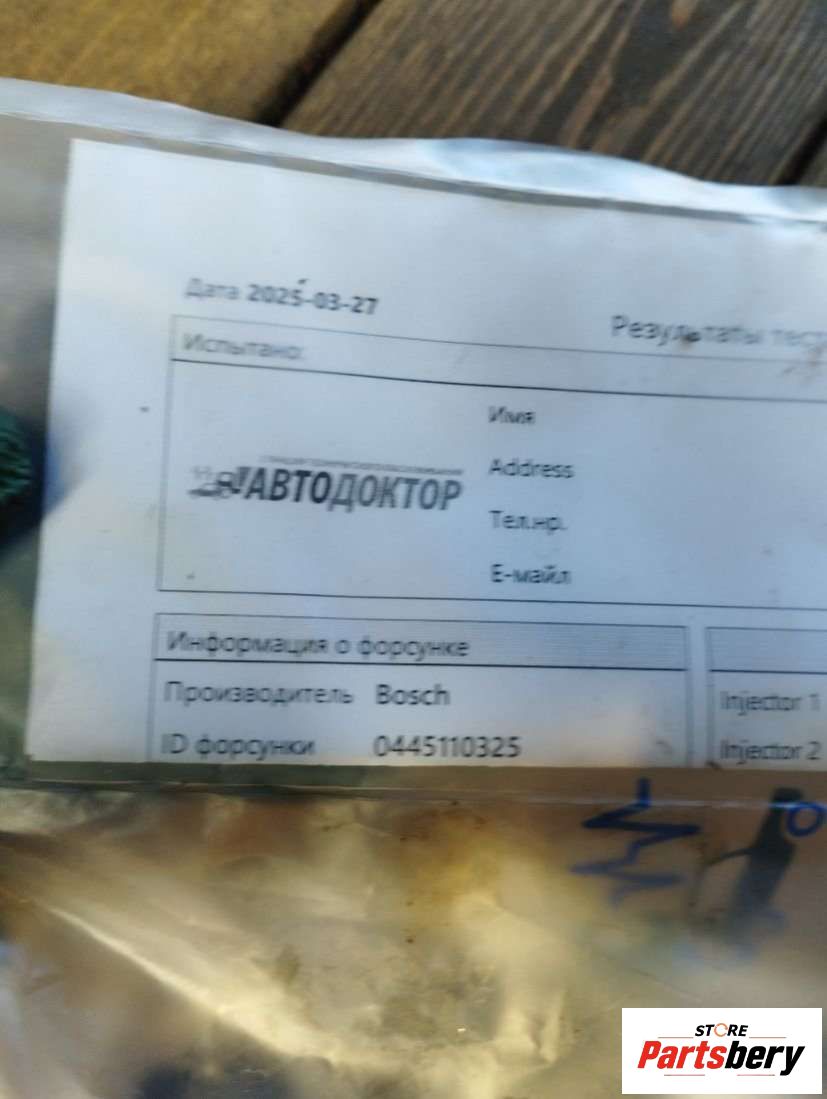 Дата 2025-03-27
Результаты
Испытано:
Имя
Address
АВТОДОКТОР
Тел.нр.
Е-майл
Информация о форсунке
Производитель Bosch
Injector 1
ID форсунки 0445110325
Injector 2
STORE
Partsbery